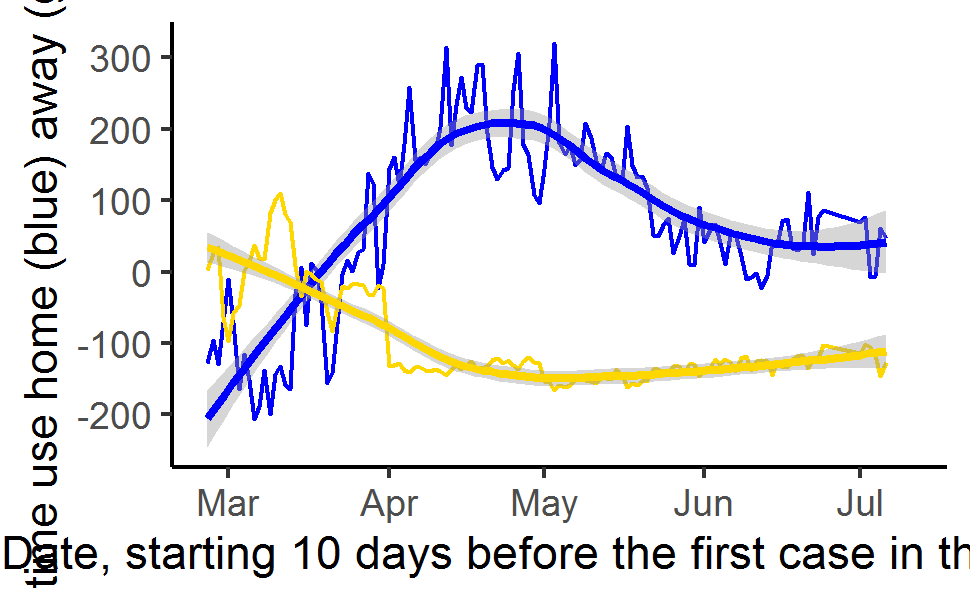 time use home (blue) away (g
300
200
100
0
-100
-200
Mar Apr May Jun Jul
Date, starting 10 days before the first case in th